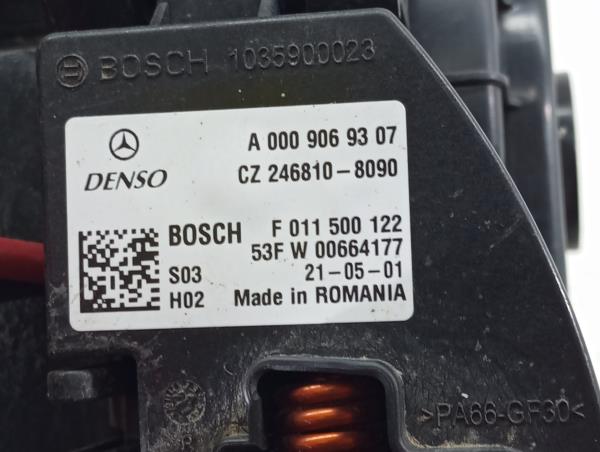 BOSCH 1035900023
A 000 906 93 07
DENSO CZ 246810-8090
BOSCH F 011 500 122
53F W 00664177
S03 21-05-01
H02 Made in ROMANIA
>PA66-GF30<